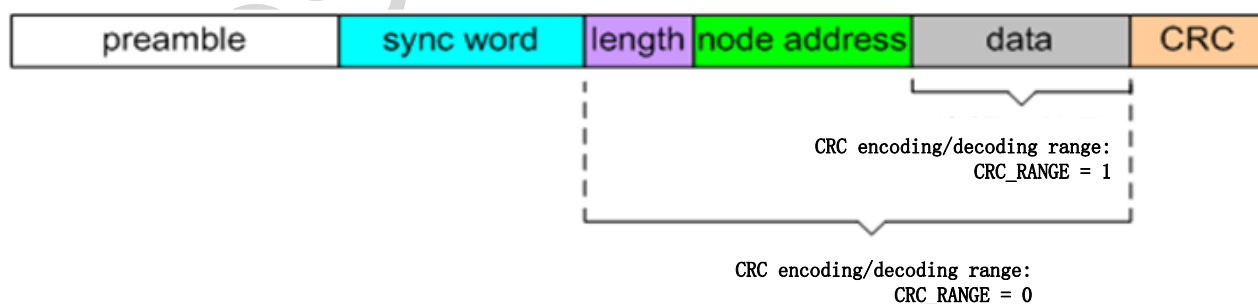 preamble sync word length node address data CRC
CRC encoding/decoding range:
CRC_RANGE = 1
CRC encoding/decoding range:
CRC_RANGE = 0